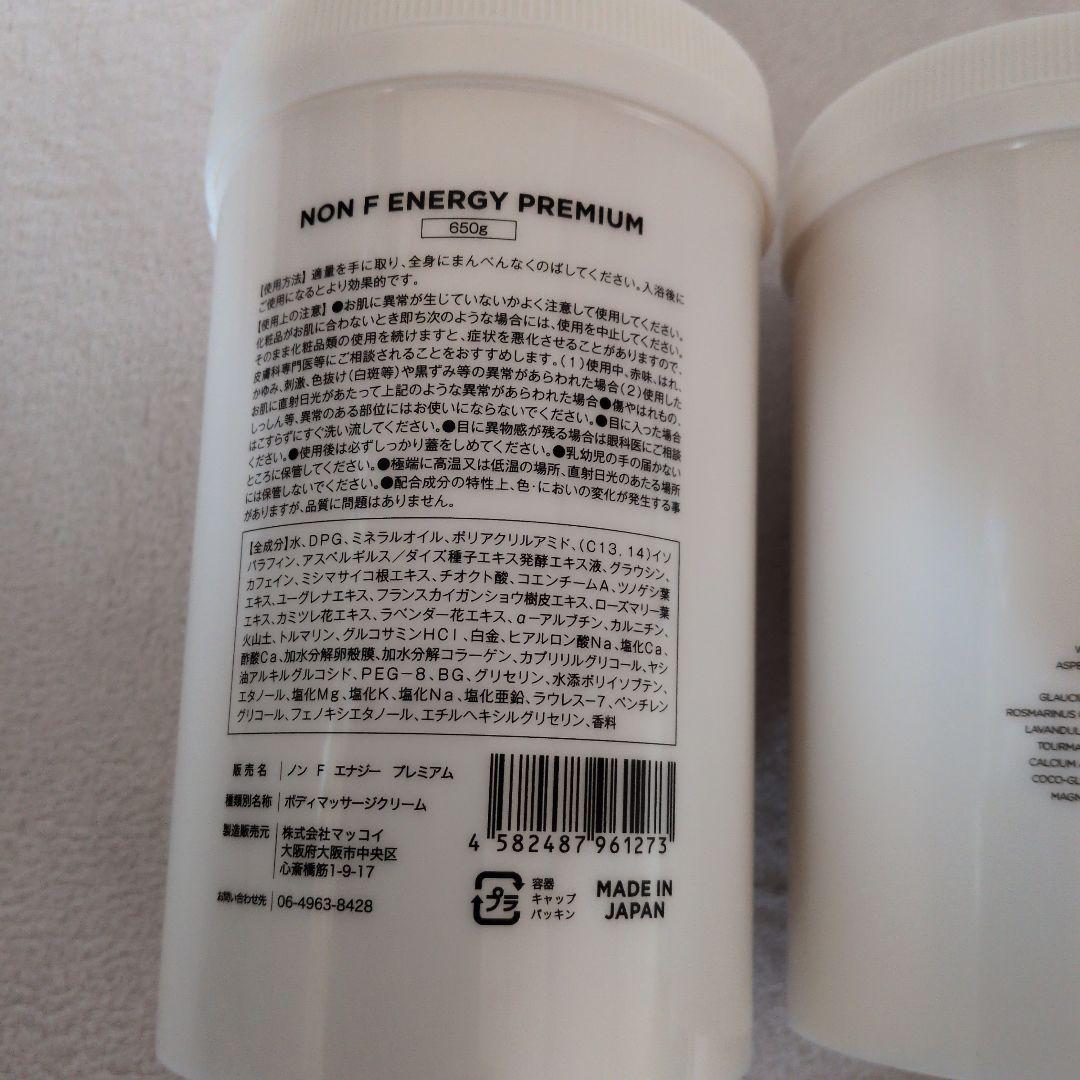 NON F ENERGY PREMIUM
650g
【使用方法】適量を手に取り、全身にまんべんなくのばしてください。入浴後に
ご使用になるとより効果的です。
【使用上の注意】●お肌に異常が生じていないかよく注意して使用してください。
化粧品がお肌に合わないとき即ち次のような場合には、使用を中止してください。
そのまま化粧品類の使用を続けますと、症状を悪化させることがありますので、
皮膚科専門医等にご相談されることをおすすめします。(1)使用中、赤味、はれ、
かゆみ、刺激、色抜け(白斑等)や黒ずみ等の異常があらわれた場合(2)使用した
お肌に直射日光があたって上記のような異常があらわれた場合●傷やはれもの、
しっしん等、異常のある部位にはお使いにならないでください。●目に入った場合
はこすらずにすぐ洗い流してください。●目に異物感が残る場合は眼科医にご相談
ください。●使用後は必ずしっかり蓋をしめてください。●乳幼児の手の届かない
ところに保管してください。●極端に高温又は低温の場所、直射日光のあたる場所
には保管しないでください。●配合成分の特性上、色・においの変化が発生する事
がありますが、品質に問題はありません。
【全成分】水、DPG、ミネラルオイル、ポリアクリルアミド、(C13,14)イソ
パラフィン、アスペルギルス/ダイズ種子エキス発酵エキス液、グラウシン、
カフェイン、ミシマサイコ根エキス、チオクト酸、コエンチームA、ツノゲシ葉
エキス、ユーグレナエキス、フランスカイガンショウ樹皮エキス、ローズマリー葉
エキス、カミツレ花エキス、ラベンダー花エキス、α-アルブチン、カルニチン、
火山土、トルマリン、グルコサミンHCl、白金、ヒアルロン酸Na、塩化Ca、
酢酸Ca、加水分解卵殻膜、加水分解コラーゲン、カプリリルグリコール、ヤシ
油アルキルグルコシド、PEG-8、BG、グリセリン、水添ポリイソブテン、
エタノール、塩化Mg、塩化K、塩化Na、塩化亜鉛、ラウレス-7、ペンチレン
グリコール、フェノキシエタノール、エチルヘキシルグリセリン、香料
販売名 ノン F エナジー プレミアム
種類別名称 ボディマッサージクリーム
製造販売元 株式会社マッコイ
大阪府大阪市中央区
心斎橋筋1-9-17
お問い合わせ先 06-4963-8428
4 582487 961273
プラ
容器
キャップ
パッキン
MADE IN
JAPAN
ASPE
GLAUCI
ROSMARINUS
LAVANDUL
TOURMA
CALCIUM
COCO-GL
MAGN